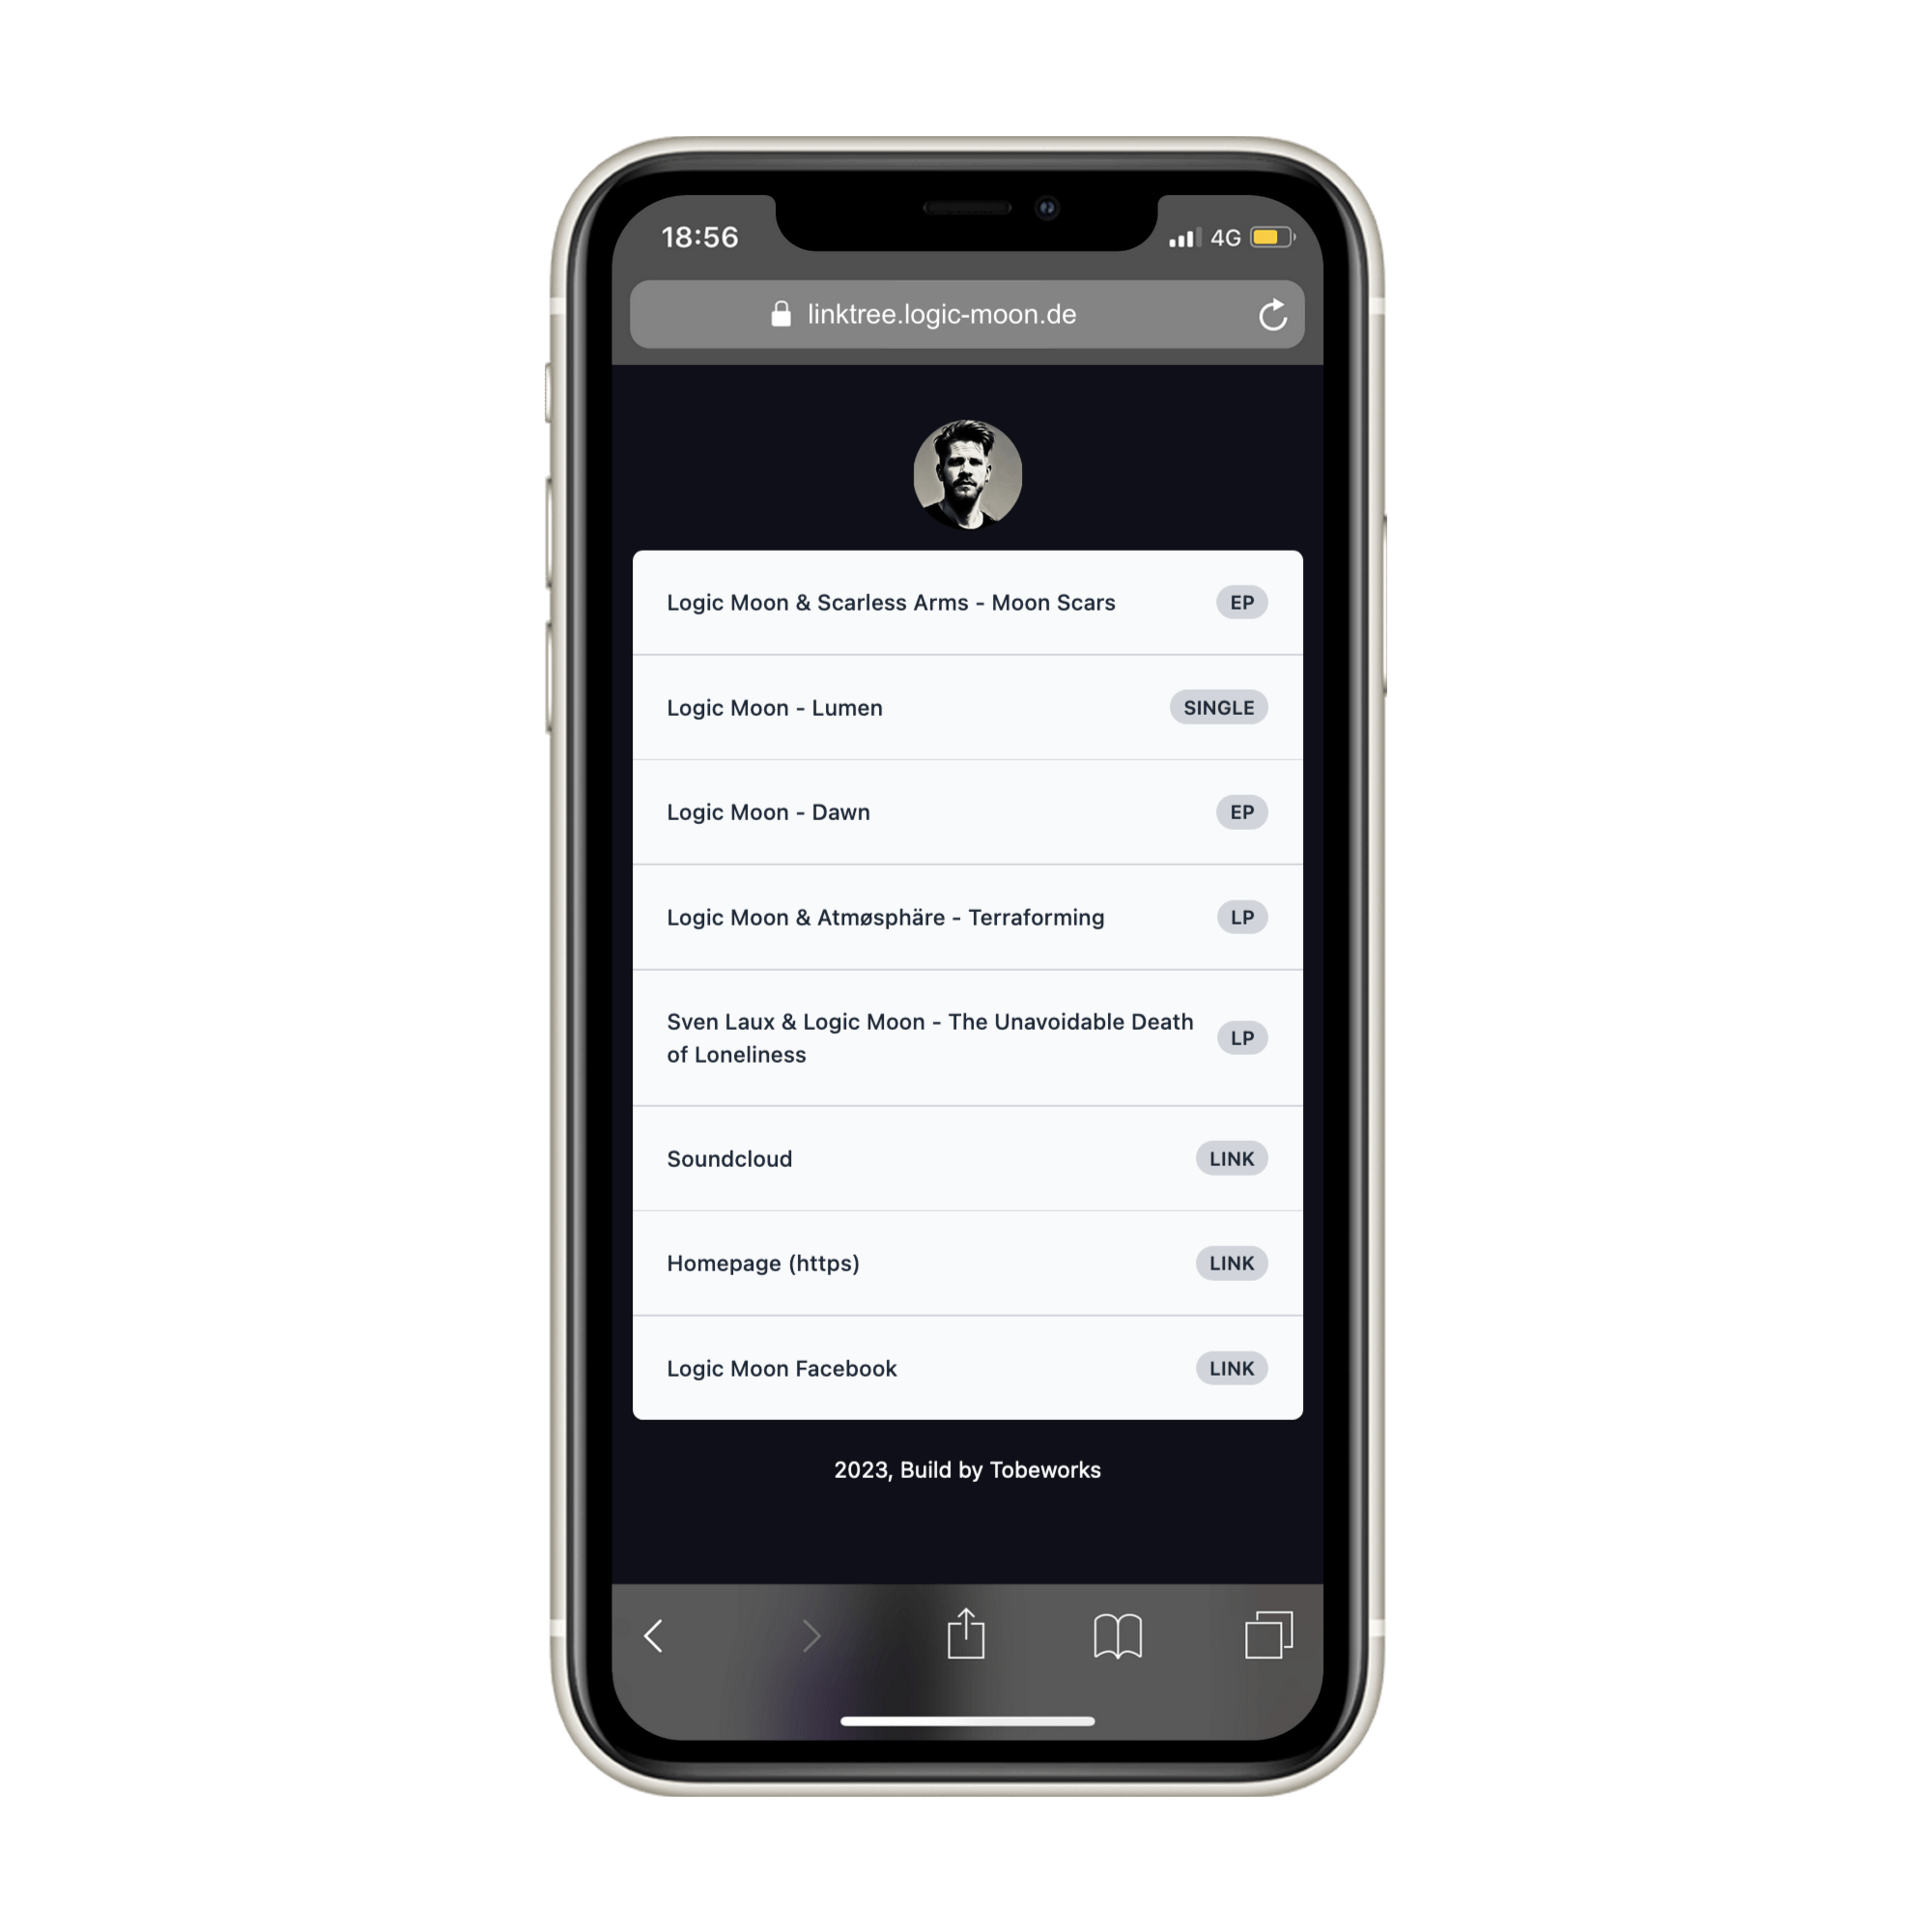 18:56
4G
linktree.logic-moon.de
Logic Moon & Scarless Arms - Moon Scars EP
Logic Moon - Lumen SINGLE
Logic Moon - Dawn EP
Logic Moon & Atmøsphäre - Terraforming LP
Sven Laux & Logic Moon - The Unavoidable Death
of Loneliness LP
Soundcloud LINK
Homepage (https) LINK
Logic Moon Facebook LINK
2023, Build by Tobeworks